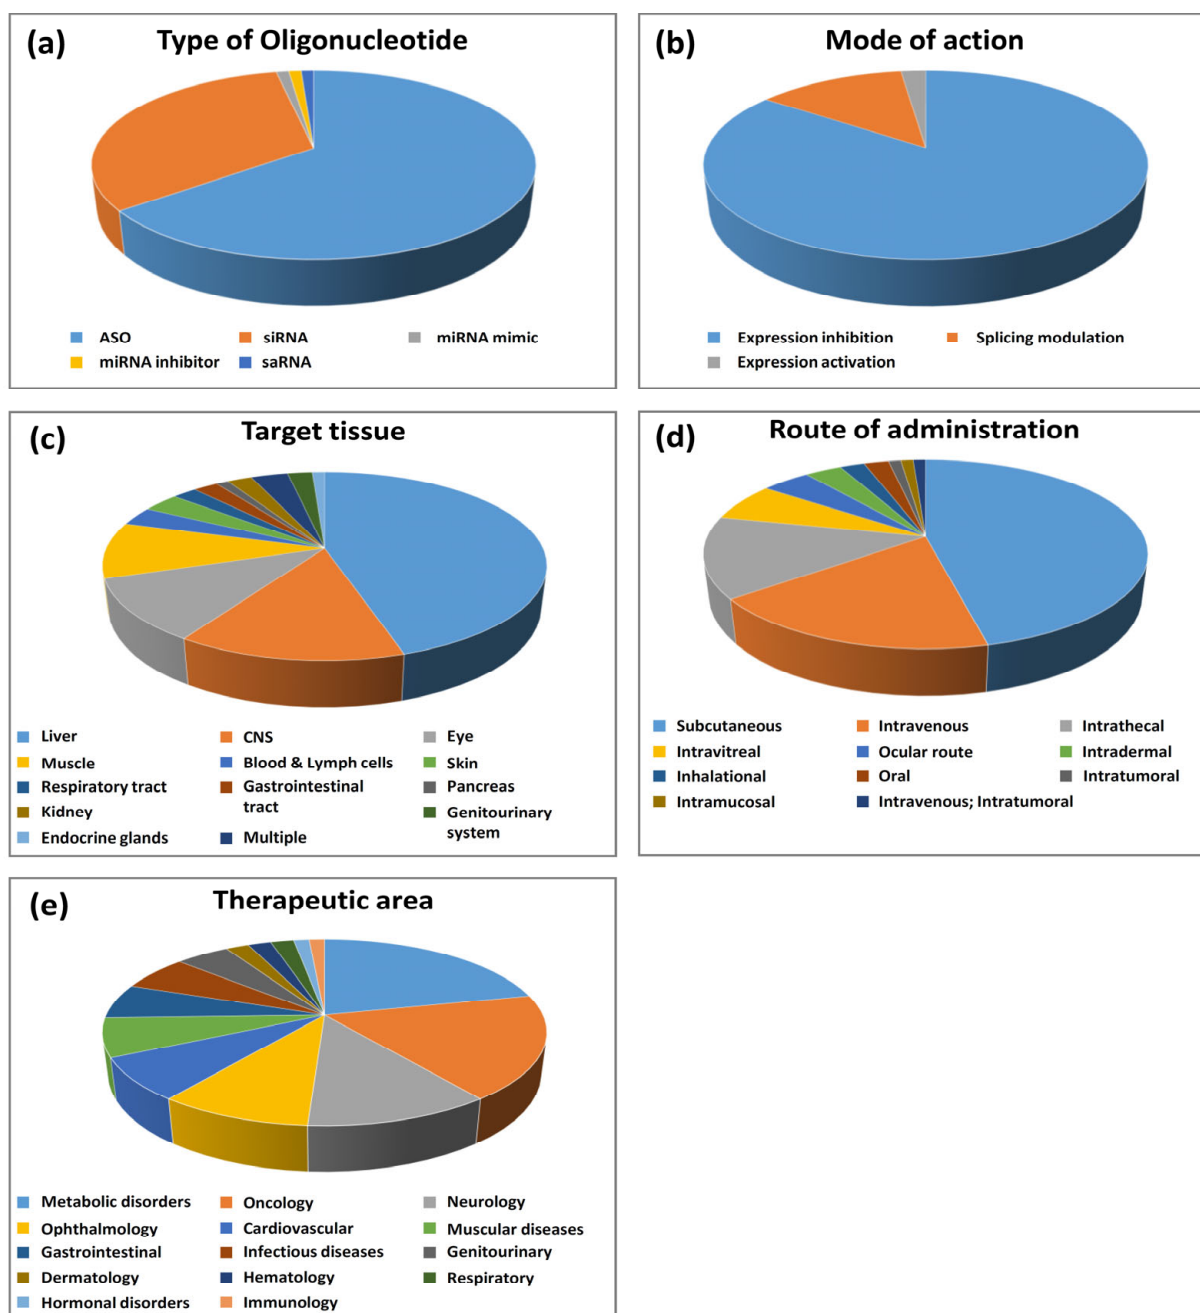 (a) Type of Oligonucleotide
ASO siRNA miRNA mimic
miRNA inhibitor saRNA
(b) Mode of action
Expression inhibition Splicing modulation
Expression activation
(c) Target tissue
Liver CNS Eye
Muscle Blood & Lymph cells Skin
Respiratory tract Gastrointestinal Pancreas
tract
Kidney Genitourinary
Endocrine glands Multiple system
(d) Route of administration
Subcutaneous Intravenous Intrathecal
Intravitreal Ocular route Intradermal
Inhalational Oral Intratumoral
Intramucosal Intravenous; Intratumoral
(e) Therapeutic area
Metabolic disorders Oncology Neurology
Ophthalmology Cardiovascular Muscular diseases
Gastrointestinal Infectious diseases Genitourinary
Dermatology Hematology Respiratory
Hormonal disorders Immunology